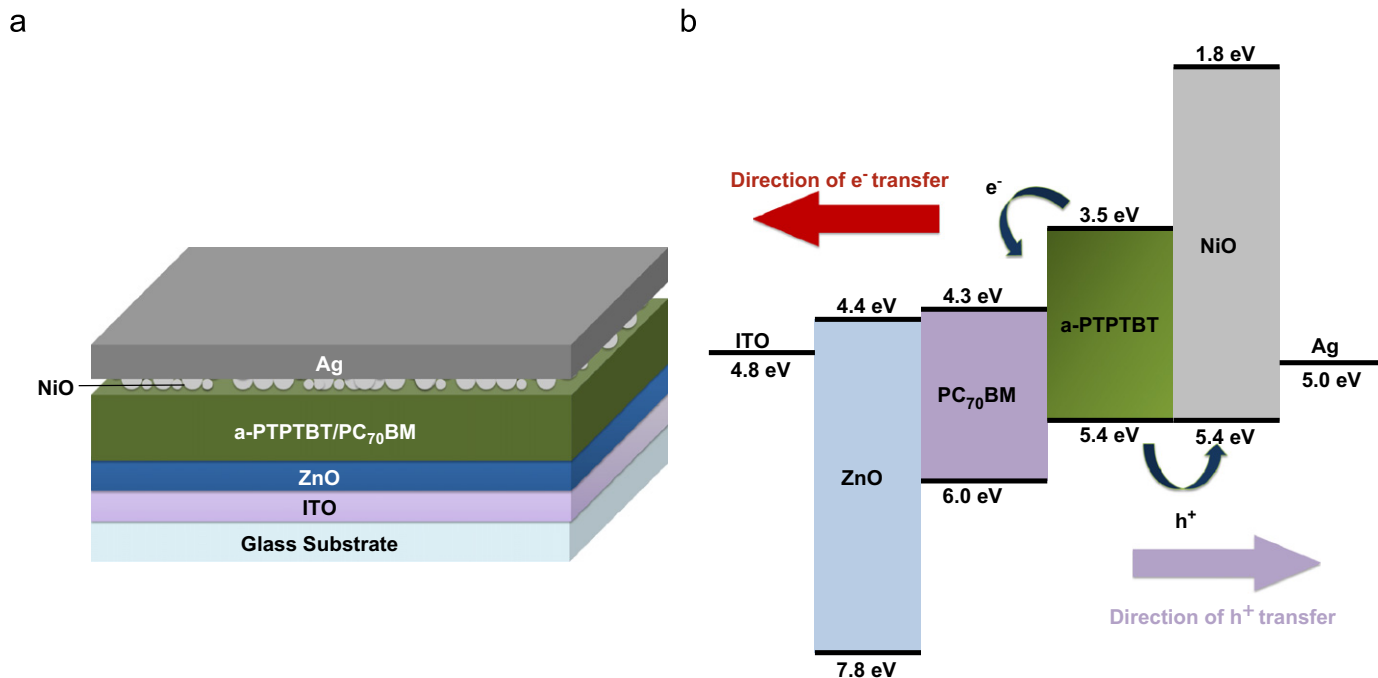 a
Ag
NiO
a-PTPTBT/PC₇₀BM
ZnO
ITO
Glass Substrate
b
1.8 eV
Direction of e⁻ transfer
e⁻
3.5 eV
NiO
4.4 eV
4.3 eV
a-PTPTBT
ITO
4.8 eV
Ag
5.0 eV
PC₇₀BM
5.4 eV
5.4 eV
ZnO
6.0 eV
h⁺
Direction of h⁺ transfer
7.8 eV